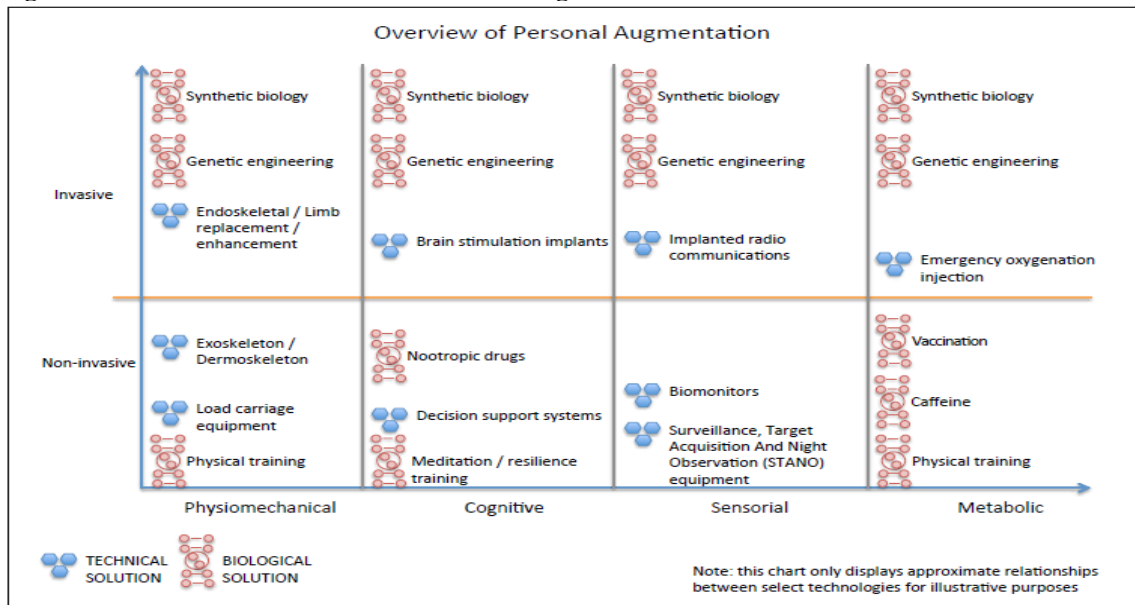 Overview of Personal Augmentation
Synthetic biology
Synthetic biology
Synthetic biology
Synthetic biology
Genetic engineering
Genetic engineering
Genetic engineering
Genetic engineering
Invasive
Endoskeletal / Limb
replacement /
enhancement
Brain stimulation implants
Implanted radio
communications
Emergency oxygenation
injection
Non-invasive
Exoskeleton /
Dermoskeleton
Nootropic drugs
Vaccination
Load carriage
equipment
Decision support systems
Biomonitors
Caffeine
Physical training
Meditation / resilience
training
Surveillance, Target
Acquisition And Night
Observation (STANO)
equipment
Physical training
Physiomechanical
Cognitive
Sensorial
Metabolic
TECHNICAL
SOLUTION
BIOLOGICAL
SOLUTION
Note: this chart only displays approximate relationships
between select technologies for illustrative purposes